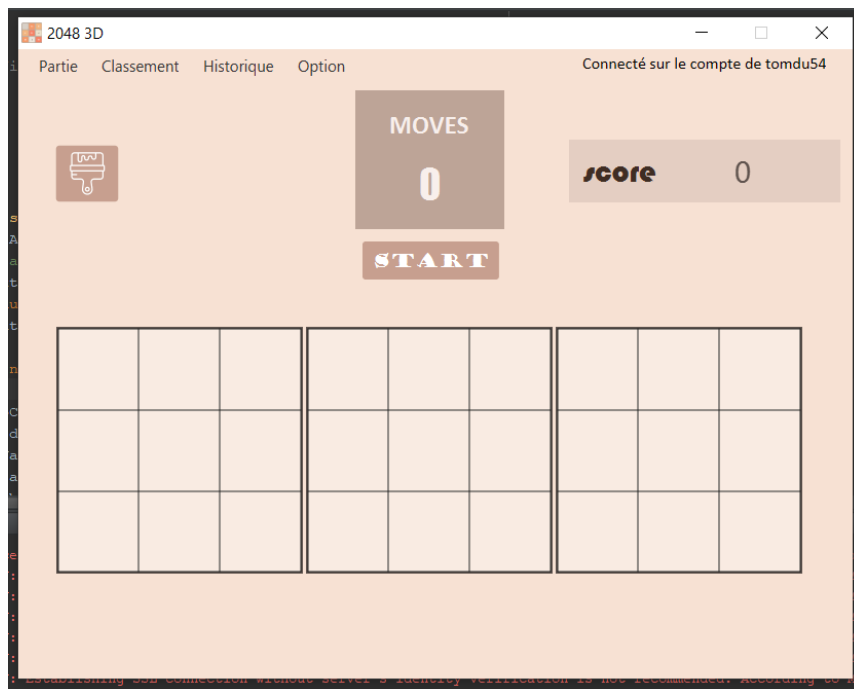 2048 3D
Partie Classement Historique Option
Connecté sur le compte de tomdu54
MOVES
0
score 0
START
Establishing SSL connection without server's identity verification is not recommended. According to